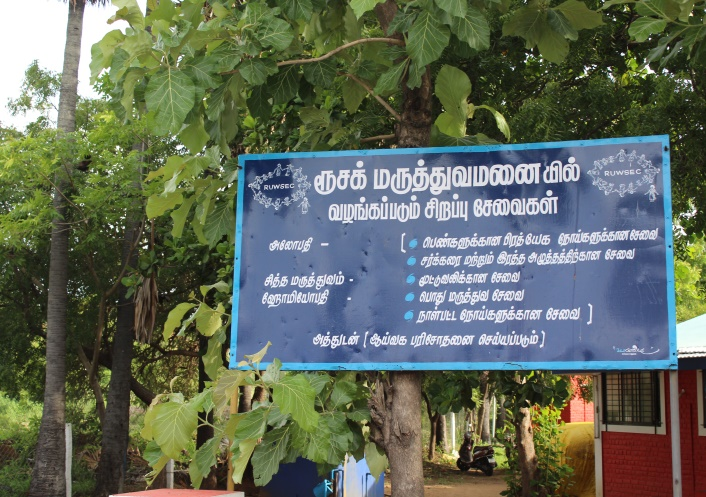 RUWSEC
RUWSEC
ரூசக் மருத்துவமனையில்
வழங்கப்படும் சிறப்பு சேவைகள்
அலோபதி - [ பெண்களுக்கான பிரத்யேக நோய்களுக்கானசேவை
சர்க்கரை மற்றும் இரத்த அழுத்தத்திற்கான சேவை
சித்த மருத்துவம் - மூட்டுவலிக்கான சேவை
ஹோமியோபதி - பொது மருத்துவ சேவை
நாள்பட்ட நோய்களுக்கான சேவை ]
அத்துடன் [ ஆய்வக பரிசோதனை செய்யப்படும் ]